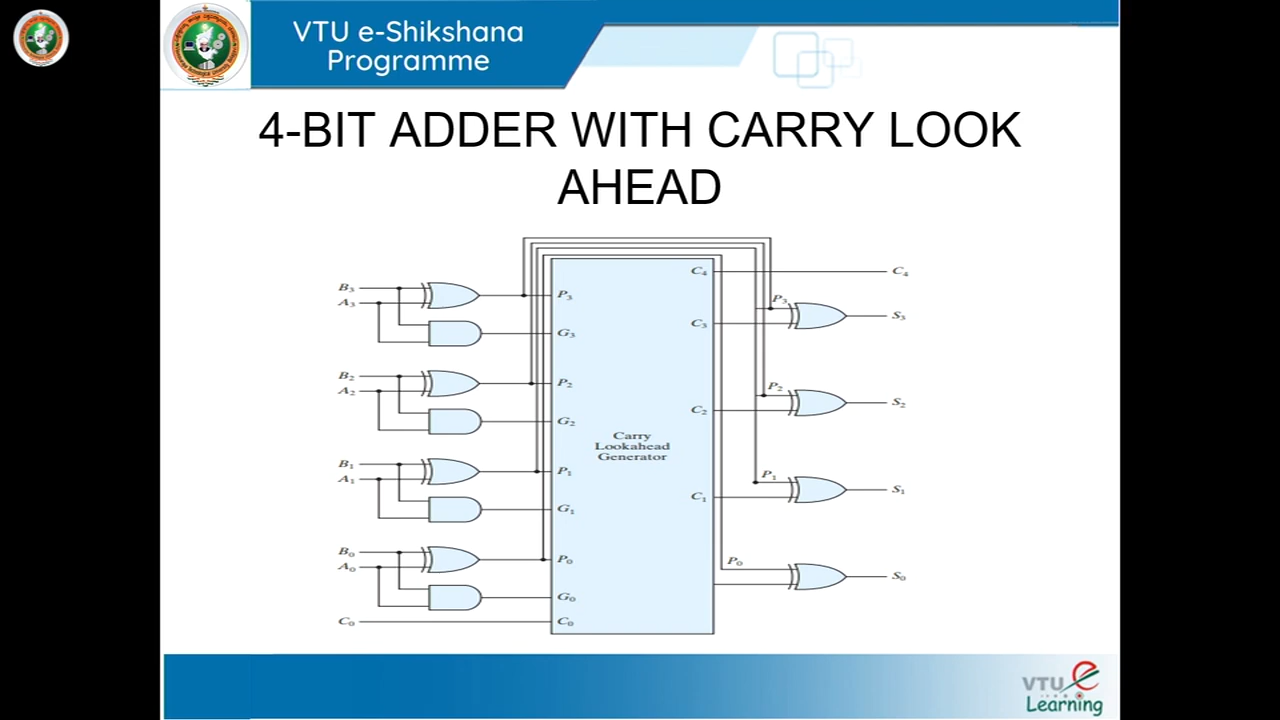 VTU e-Shikshana
Programme
4-BIT ADDER WITH CARRY LOOK
AHEAD
B₃
A₃
P₃
G₃
B₂
A₂
P₂
G₂
B₁
A₁
P₁
G₁
B₀
A₀
P₀
G₀
C₀
C₀
Carry
Lookahead
Generator
C₄
C₄
P₃
C₃
S₃
P₂
C₂
S₂
P₁
C₁
S₁
P₀
S₀
VTU e
Learning